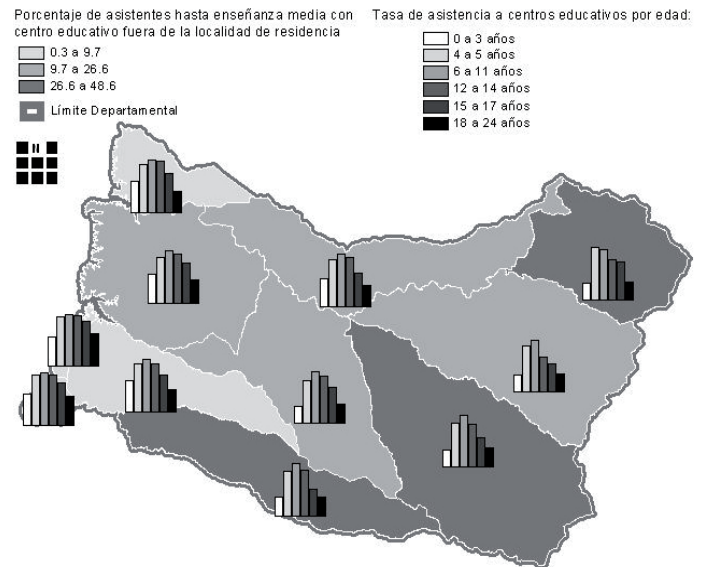 Porcentaje de asistentes hasta enseñanza media con
centro educativo fuera de la localidad de residencia
0.3 a 9.7
9.7 a 26.6
26.6 a 48.6
Límite Departamental
N
Tasa de asistencia a centros educativos por edad:
0 a 3 años
4 a 5 años
6 a 11 años
12 a 14 años
15 a 17 años
18 a 24 años